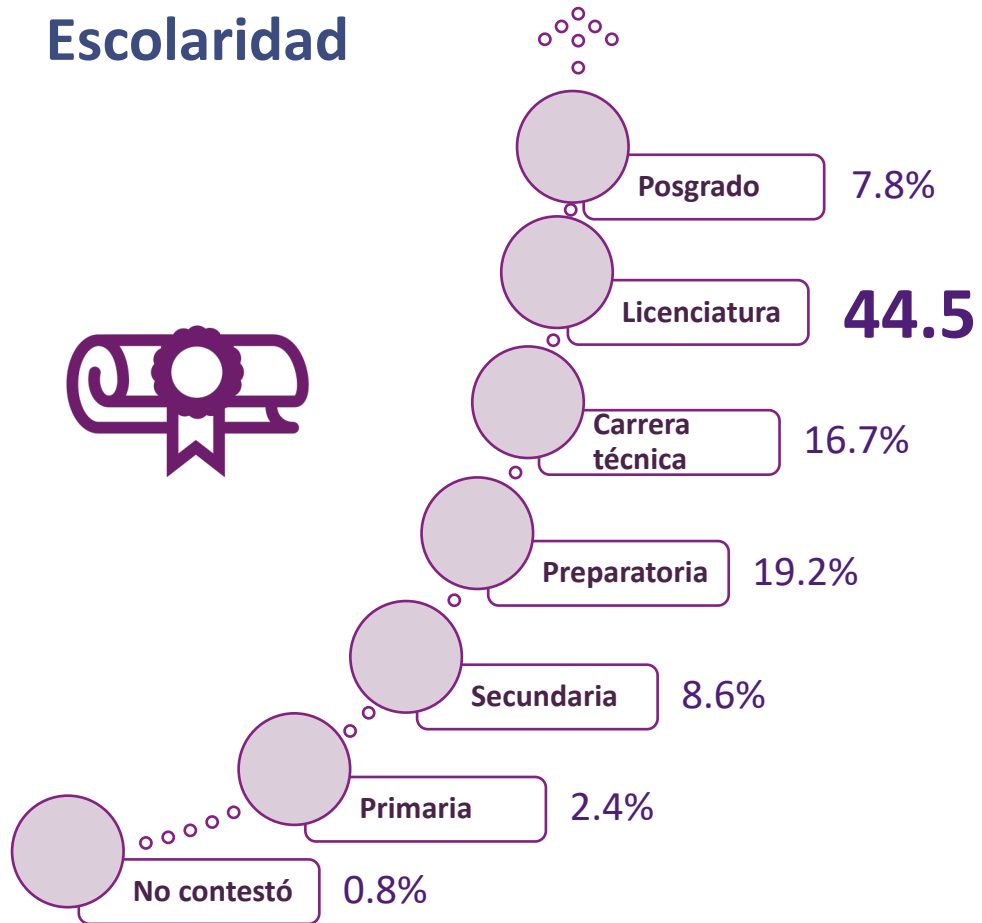 Escolaridad
Posgrado 7.8%
Licenciatura 44.5
Carrera
técnica 16.7%
Preparatoria 19.2%
Secundaria 8.6%
Primaria 2.4%
No contestó 0.8%